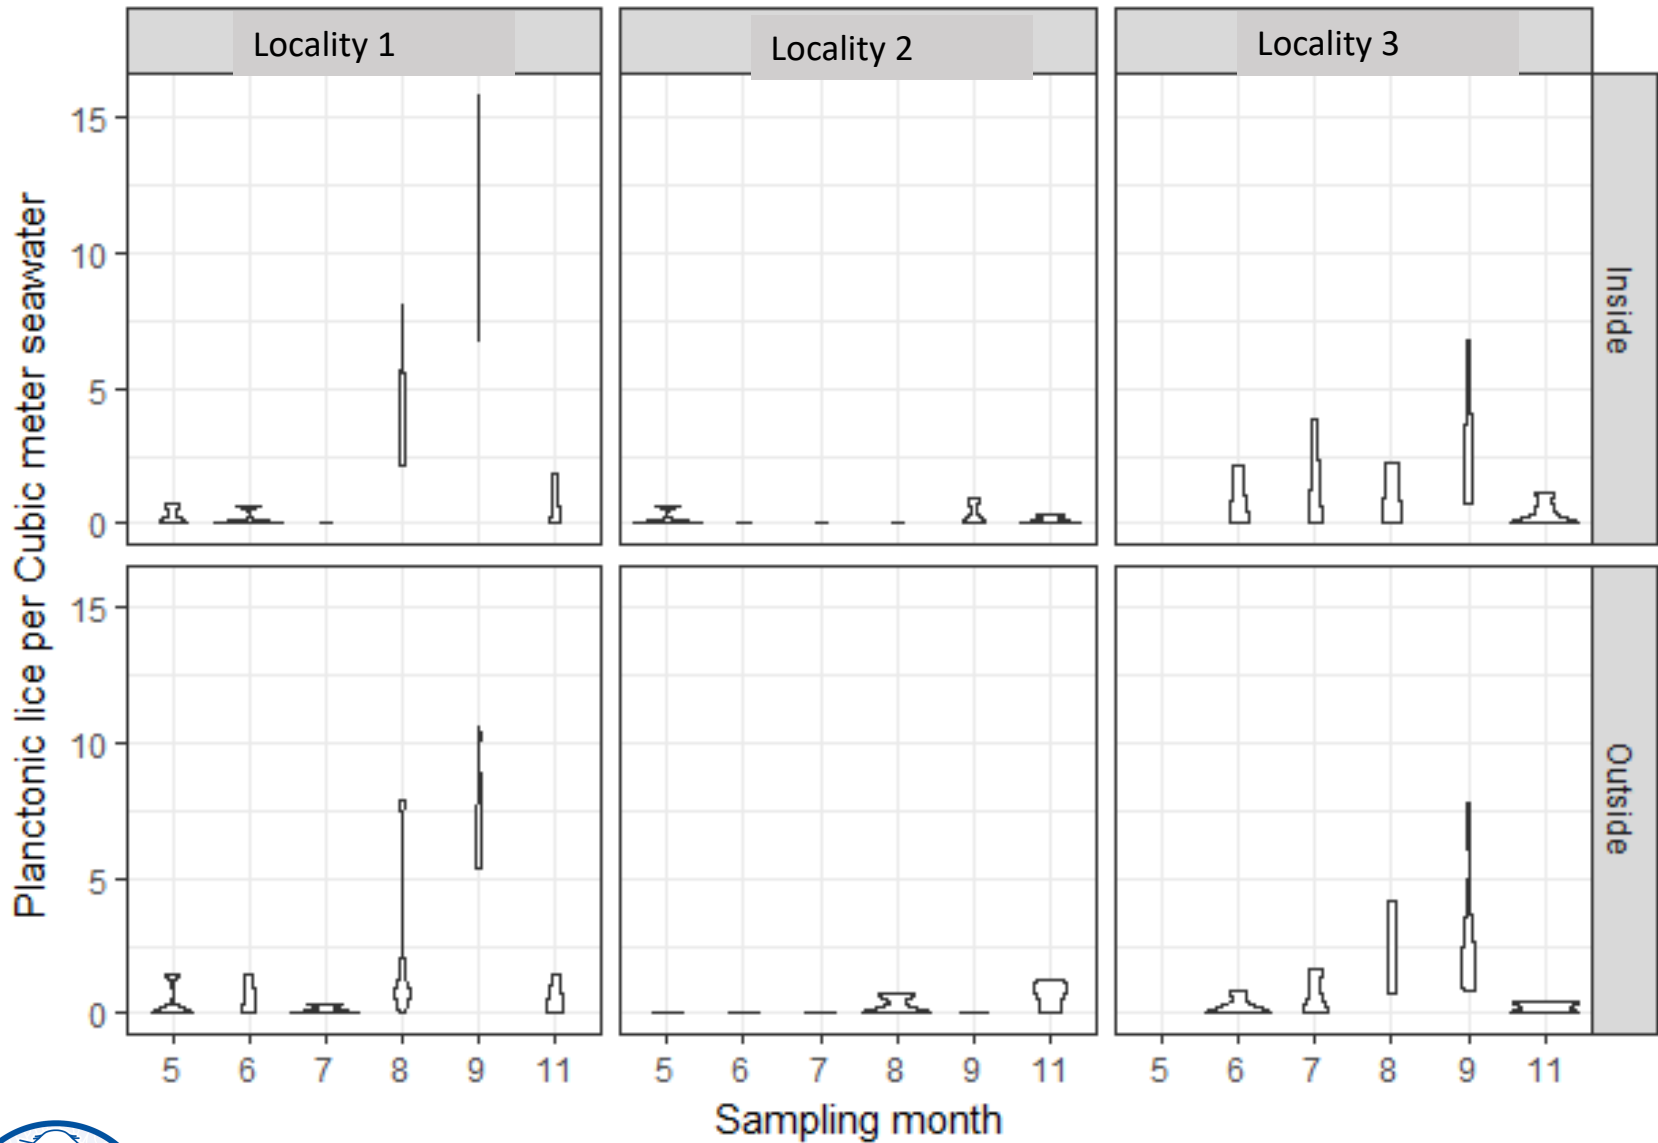 Locality 1
Locality 2
Locality 3
15
10
5
0
Inside
15
10
5
0
Outside
Planctonic lice per Cubic meter seawater
5 6 7 8 9 11
5 6 7 8 9 11
5 6 7 8 9 11
Sampling month